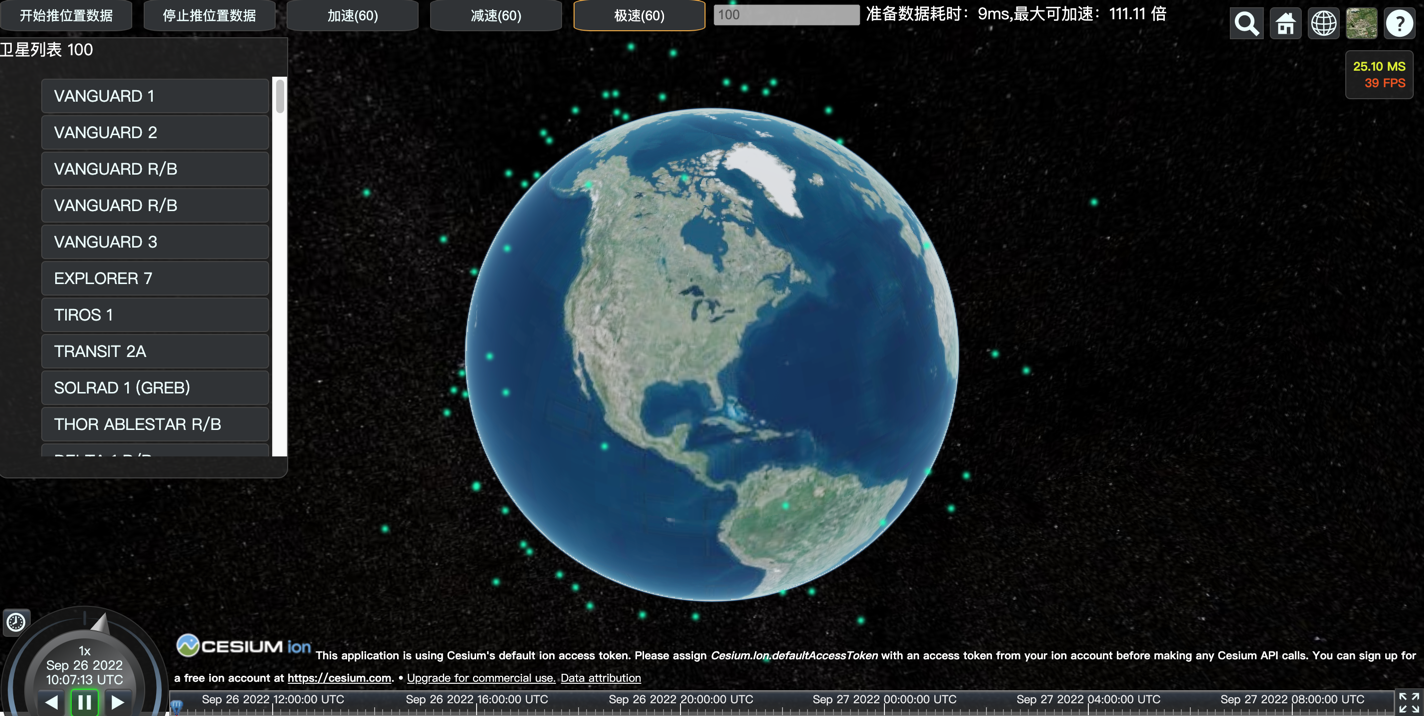 开始推位置数据
停止推位置数据
加速(60)
减速(60)
极速(60)
100
准备数据耗时：9ms,最大可加速：111.11 倍
25.10 MS
39 FPS
卫星列表 100
VANGUARD 1
VANGUARD 2
VANGUARD R/B
VANGUARD R/B
VANGUARD 3
EXPLORER 7
TIROS 1
TRANSIT 2A
SOLRAD 1 (GREB)
THOR ABLESTAR R/B
1x
Sep 26 2022
10:07:13 UTC
CESIUM ion This application is using Cesium's default ion access token. Please assign Cesium.Ion.defaultAccessToken with an access token from your ion account before making any Cesium API calls. You can sign up for
a free ion account at https://cesium.com. • Upgrade for commercial use. Data attribution
Sep 26 2022 12:00:00 UTC
Sep 26 2022 16:00:00 UTC
Sep 26 2022 20:00:00 UTC
Sep 27 2022 00:00:00 UTC
Sep 27 2022 04:00:00 UTC
Sep 27 2022 08:00:00 UTC